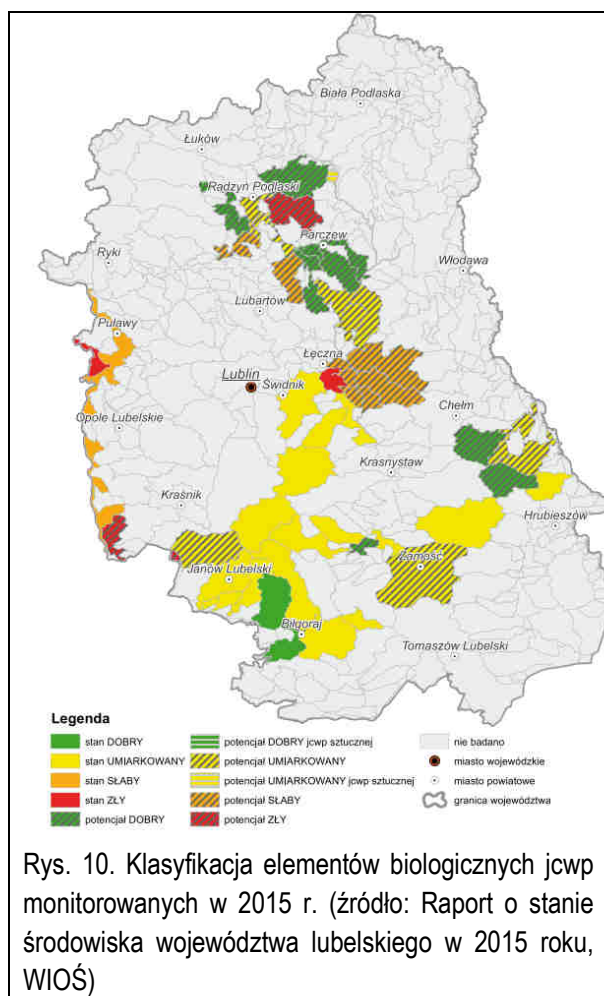 Biała Podlaska
Łuków
Radzyń Podlaski
Parczew
Ryki
Włodawa
Lubartów
Puławy
Łęczna
Lublin
Świdnik
Chełm
Opole Lubelskie
Krasnystaw
Kraśnik
Hrubieszów
Zamość
Janów Lubelski
Biłgoraj
Tomaszów Lubelski
Legenda
stan DOBRY
potencjał DOBRY jcwp sztucznej
nie badano
stan UMIARKOWANY
potencjał UMIARKOWANY
miasto wojewódzkie
stan SŁABY
potencjał UMIARKOWANY jcwp sztucznej
miasto powiatowe
stan ZŁY
potencjał SŁABY
granica województwa
potencjał DOBRY
potencjał ZŁY
Rys. 10. Klasyfikacja elementów biologicznych jcwp
monitorowanych w 2015 r. (źródło: Raport o stanie
środowiska województwa lubelskiego w 2015 roku,
WIOŚ)